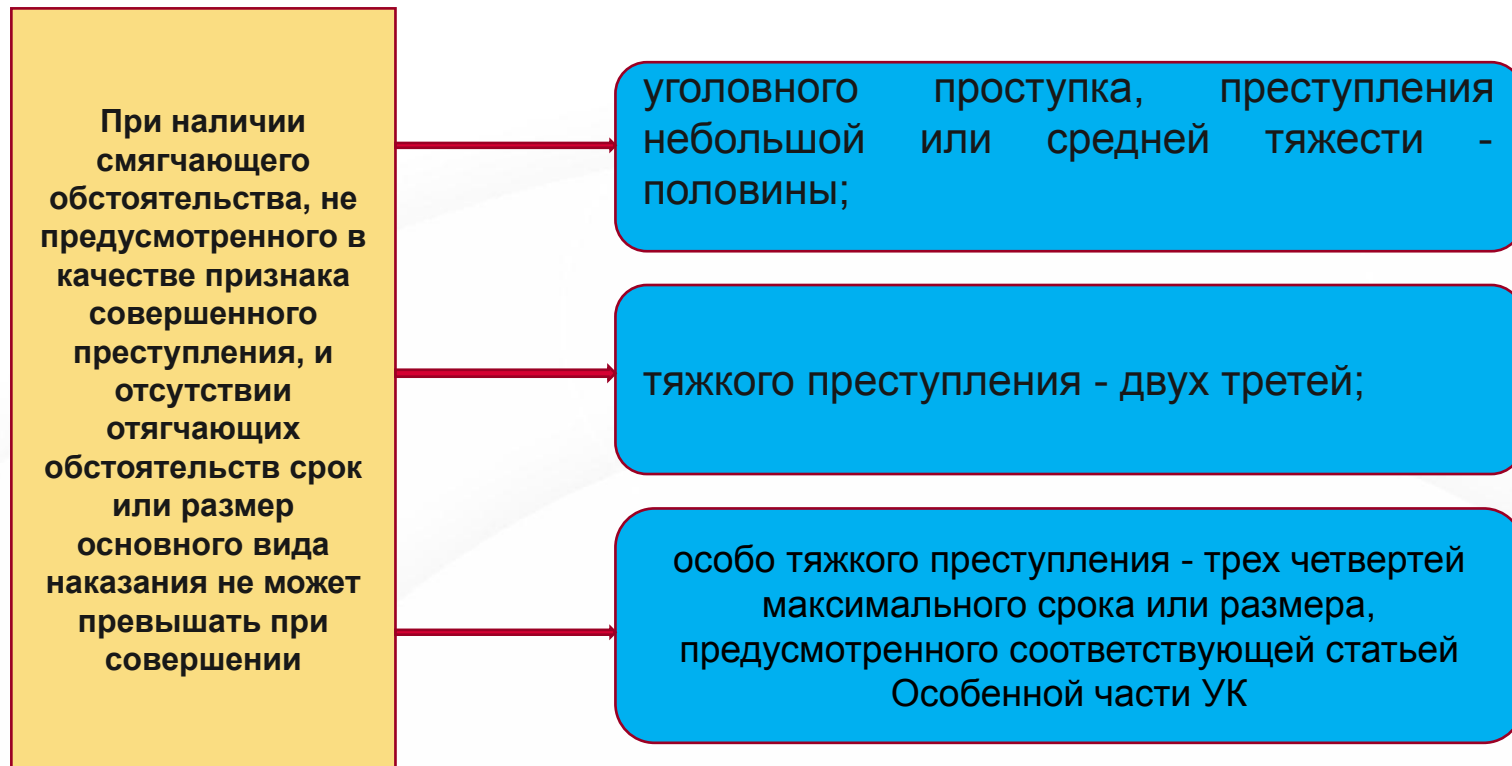 При наличии
смягчающего
обстоятельства, не
предусмотренного в
качестве признака
совершенного
преступления, и
отсутствии
отягчающих
обстоятельств срок
или размер
основного вида
наказания не может
превышать при
совершении
уголовного проступка, преступления
небольшой или средней тяжести -
половины;
тяжкого преступления - двух третей;
особо тяжкого преступления - трех четвертей
максимального срока или размера,
предусмотренного соответствующей статьей
Особенной части УК